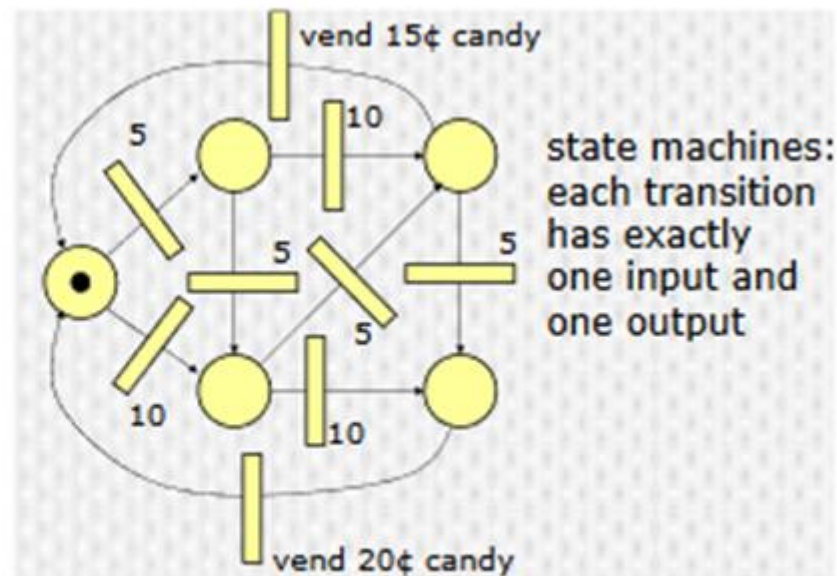 vend 15¢ candy
5
10
state machines:
each transition
has exactly
one input and
one output
5
5
5
10
10
vend 20¢ candy